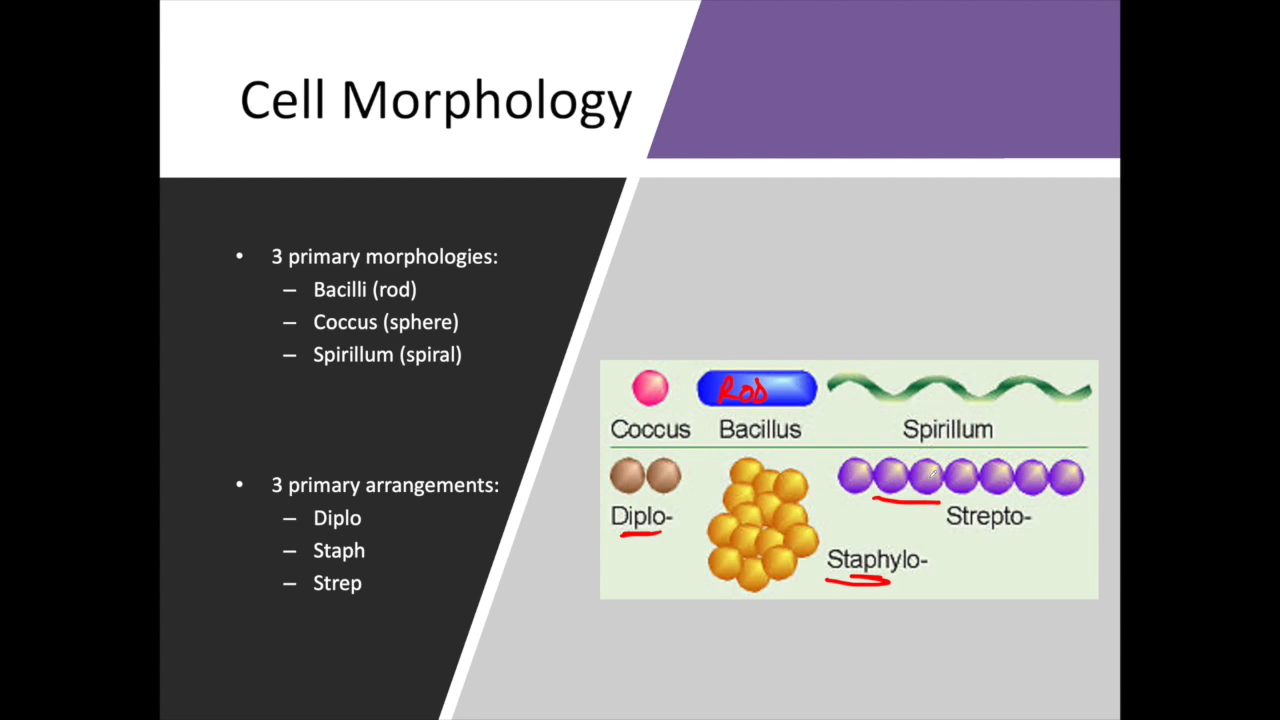 Cell Morphology
• 3 primary morphologies:
– Bacilli (rod)
– Coccus (sphere)
– Spirillum (spiral)
• 3 primary arrangements:
– Diplo
– Staph
– Strep
Rod
Coccus Bacillus Spirillum
Diplo- Strepto-
Staphylo-